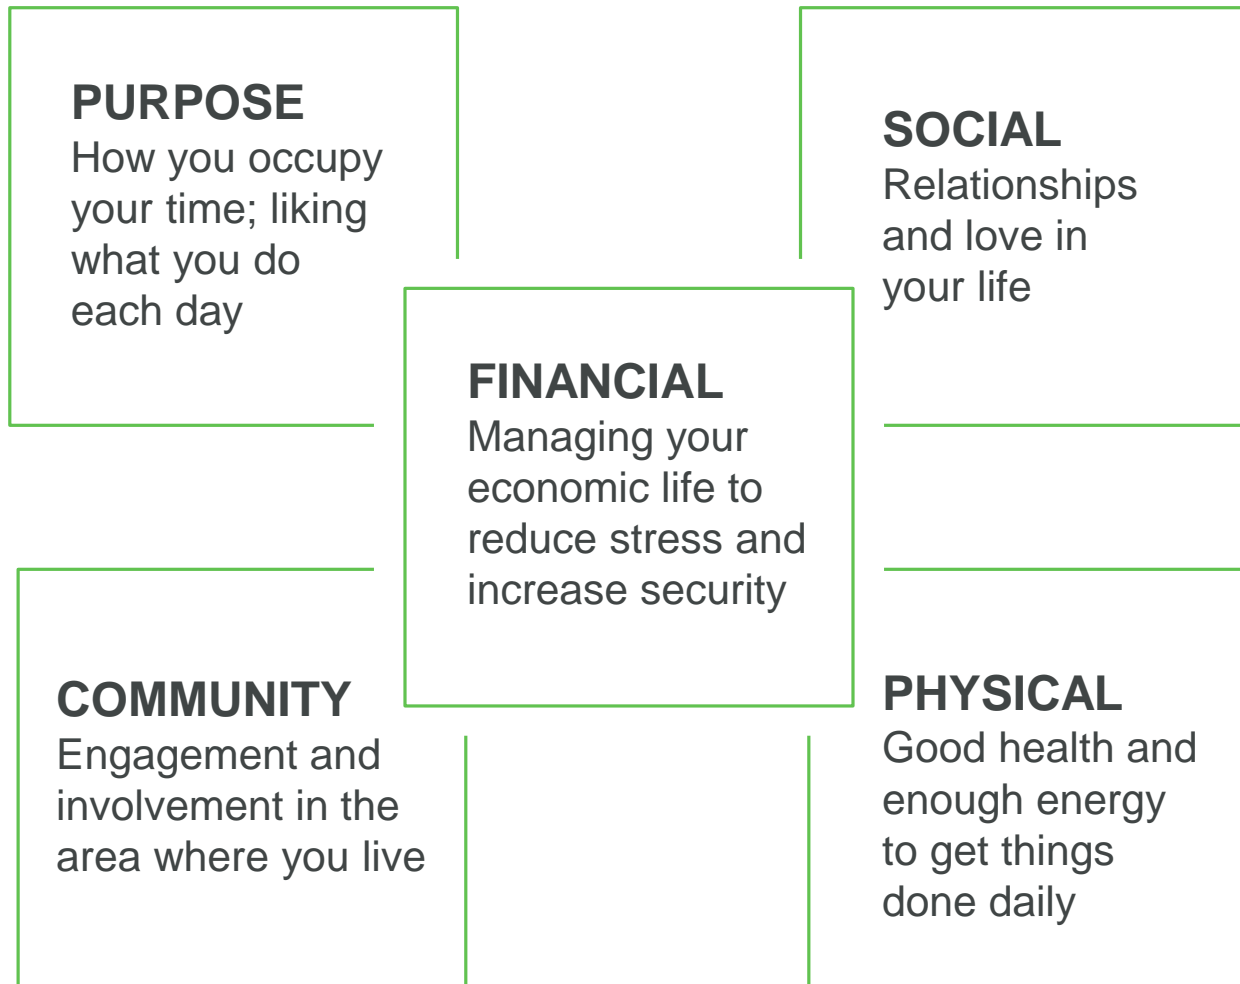 PURPOSE
How you occupy
your time; liking
what you do
each day
SOCIAL
Relationships
and love in
your life
FINANCIAL
Managing your
economic life to
reduce stress and
increase security
COMMUNITY
Engagement and
involvement in the
area where you live
PHYSICAL
Good health and
enough energy
to get things
done daily